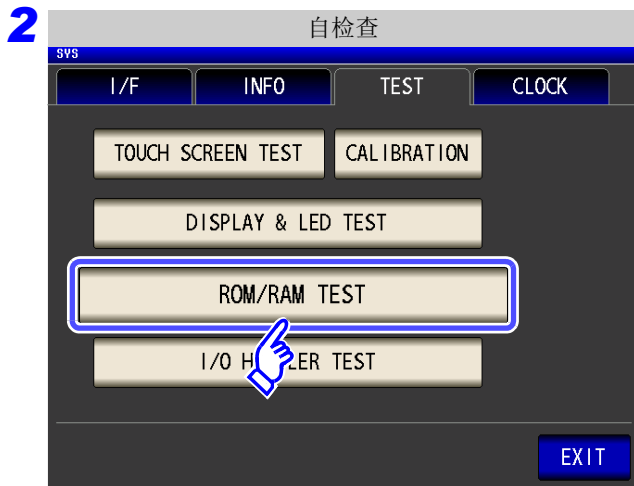 2
自检查
SYS
I/F INFO TEST CLOCK
TOUCH SCREEN TEST CALIBRATION
DISPLAY & LED TEST
ROM/RAM TEST
I/O TEST
EXIT